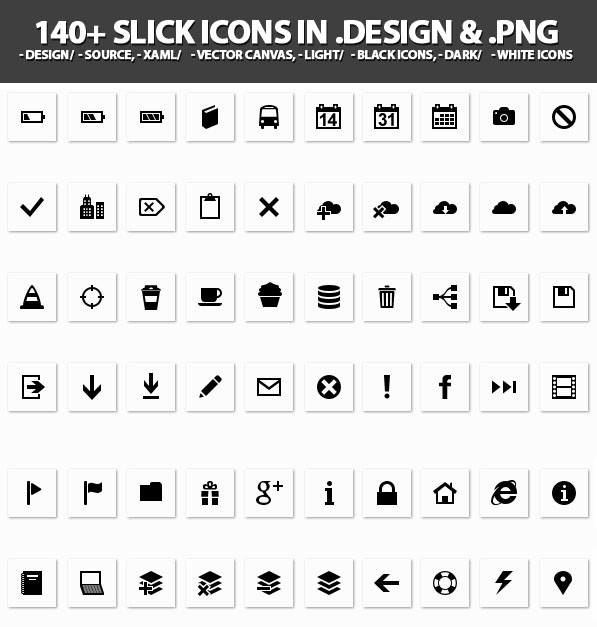 140+ SLICK ICONS IN .DESIGN & .PNG
- DESIGN/ - SOURCE, - XAML/ - VECTOR CANVAS, - LIGHT/ - BLACK ICONS, - DARK/ - WHITE ICONS
14 31
! f
g+ i e i